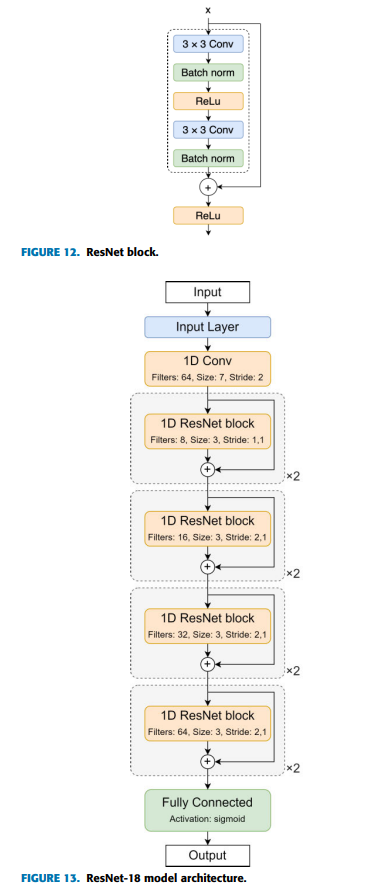 x
3 × 3 Conv
Batch norm
ReLu
3 × 3 Conv
Batch norm
+
ReLu
FIGURE 12. ResNet block.
Input
Input Layer
1D Conv
Filters: 64, Size: 7, Stride: 2
1D ResNet block
Filters: 8, Size: 3, Stride: 1,1
+
×2
1D ResNet block
Filters: 16, Size: 3, Stride: 2,1
+
×2
1D ResNet block
Filters: 32, Size: 3, Stride: 2,1
+
×2
1D ResNet block
Filters: 64, Size: 3, Stride: 2,1
+
×2
Fully Connected
Activation: sigmoid
Output
FIGURE 13. ResNet-18 model architecture.